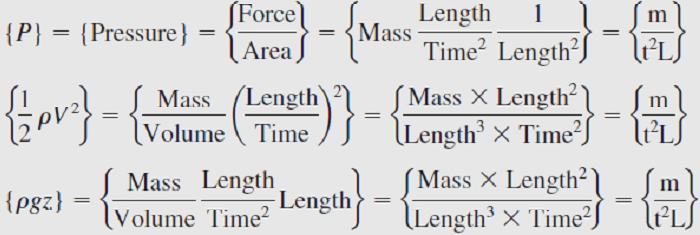 {P} = {Pressure} = {Force/Area} = {Mass Length/Time² 1/Length²} = {m/t²L}
{1/2 ρV²} = {Mass/Volume (Length/Time)²} = {Mass × Length²/Length³ × Time²} = {m/t²L}
{ρgz} = {Mass/Volume Length/Time² Length} = {Mass × Length²/Length³ × Time²} = {m/t²L}